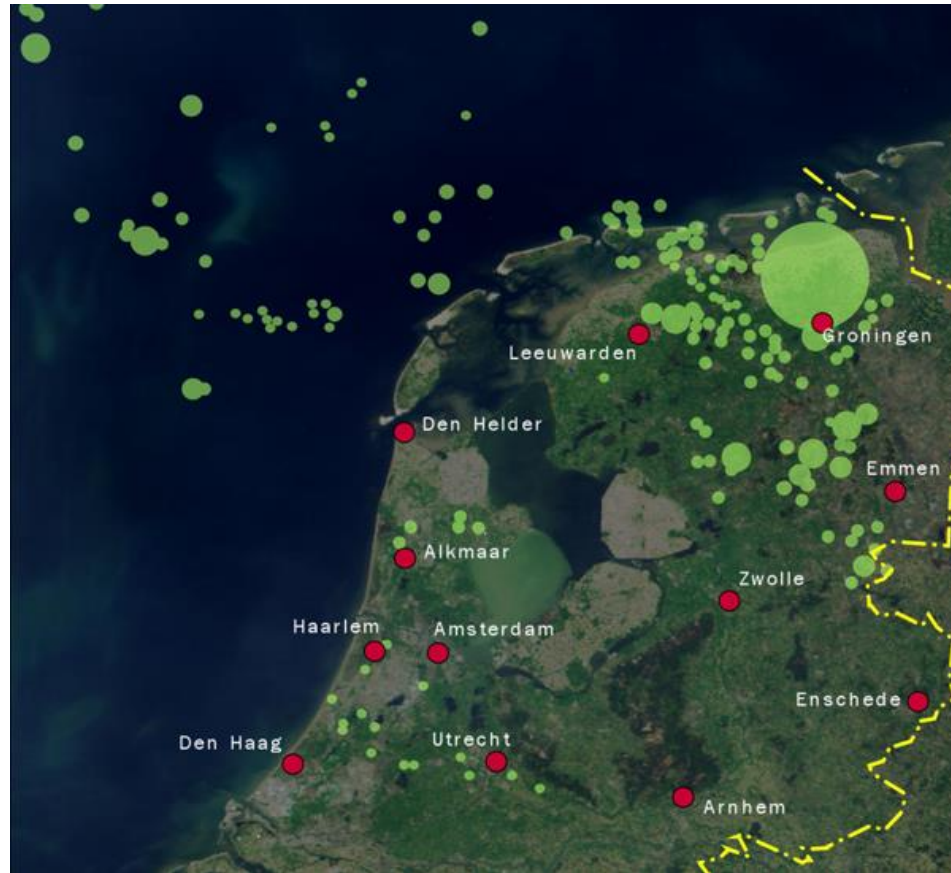 Groningen
Leeuwarden
Den Helder
Emmen
Alkmaar
Zwolle
Haarlem
Amsterdam
Enschede
Den Haag
Utrecht
Arnhem